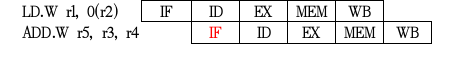 LD.W r1, 0(r2) IF ID EX MEM WB
ADD.W r5, r3, r4 IF ID EX MEM WB